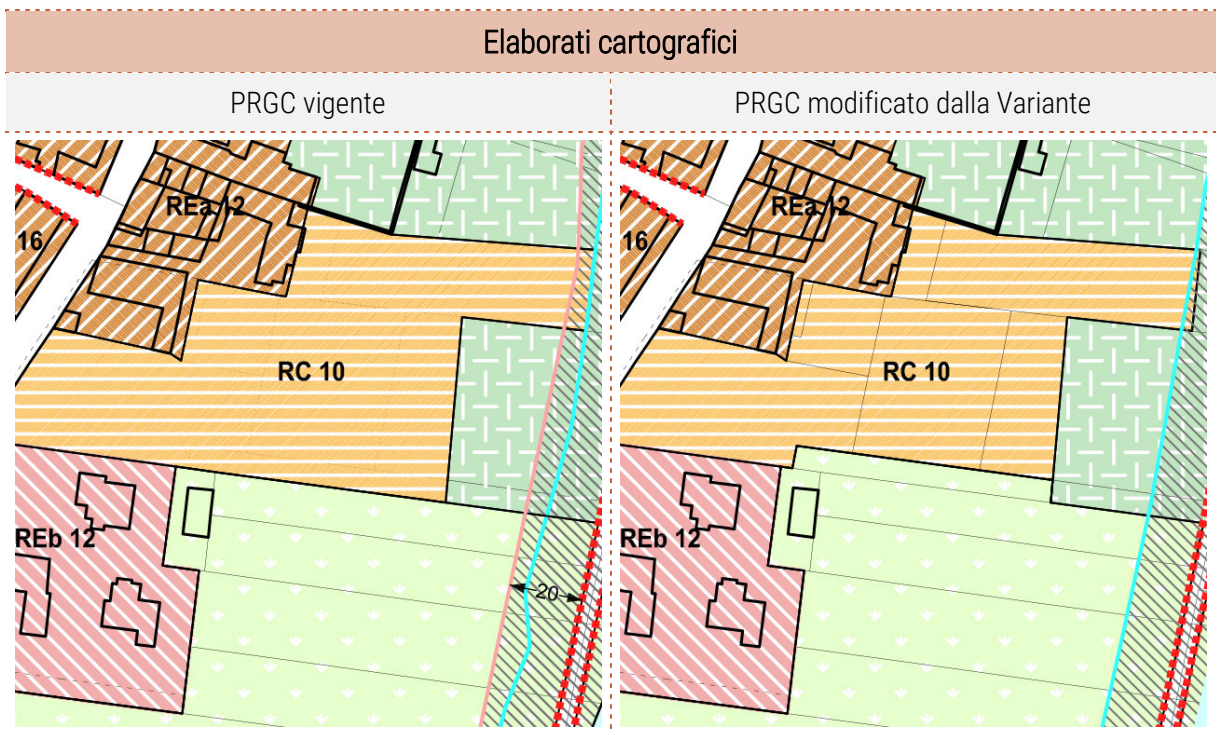 Elaborati cartografici
PRGC vigente
PRGC modificato dalla Variante
REa 12
16
RC 10
REb 12
20
REa 12
16
RC 10
REb 12